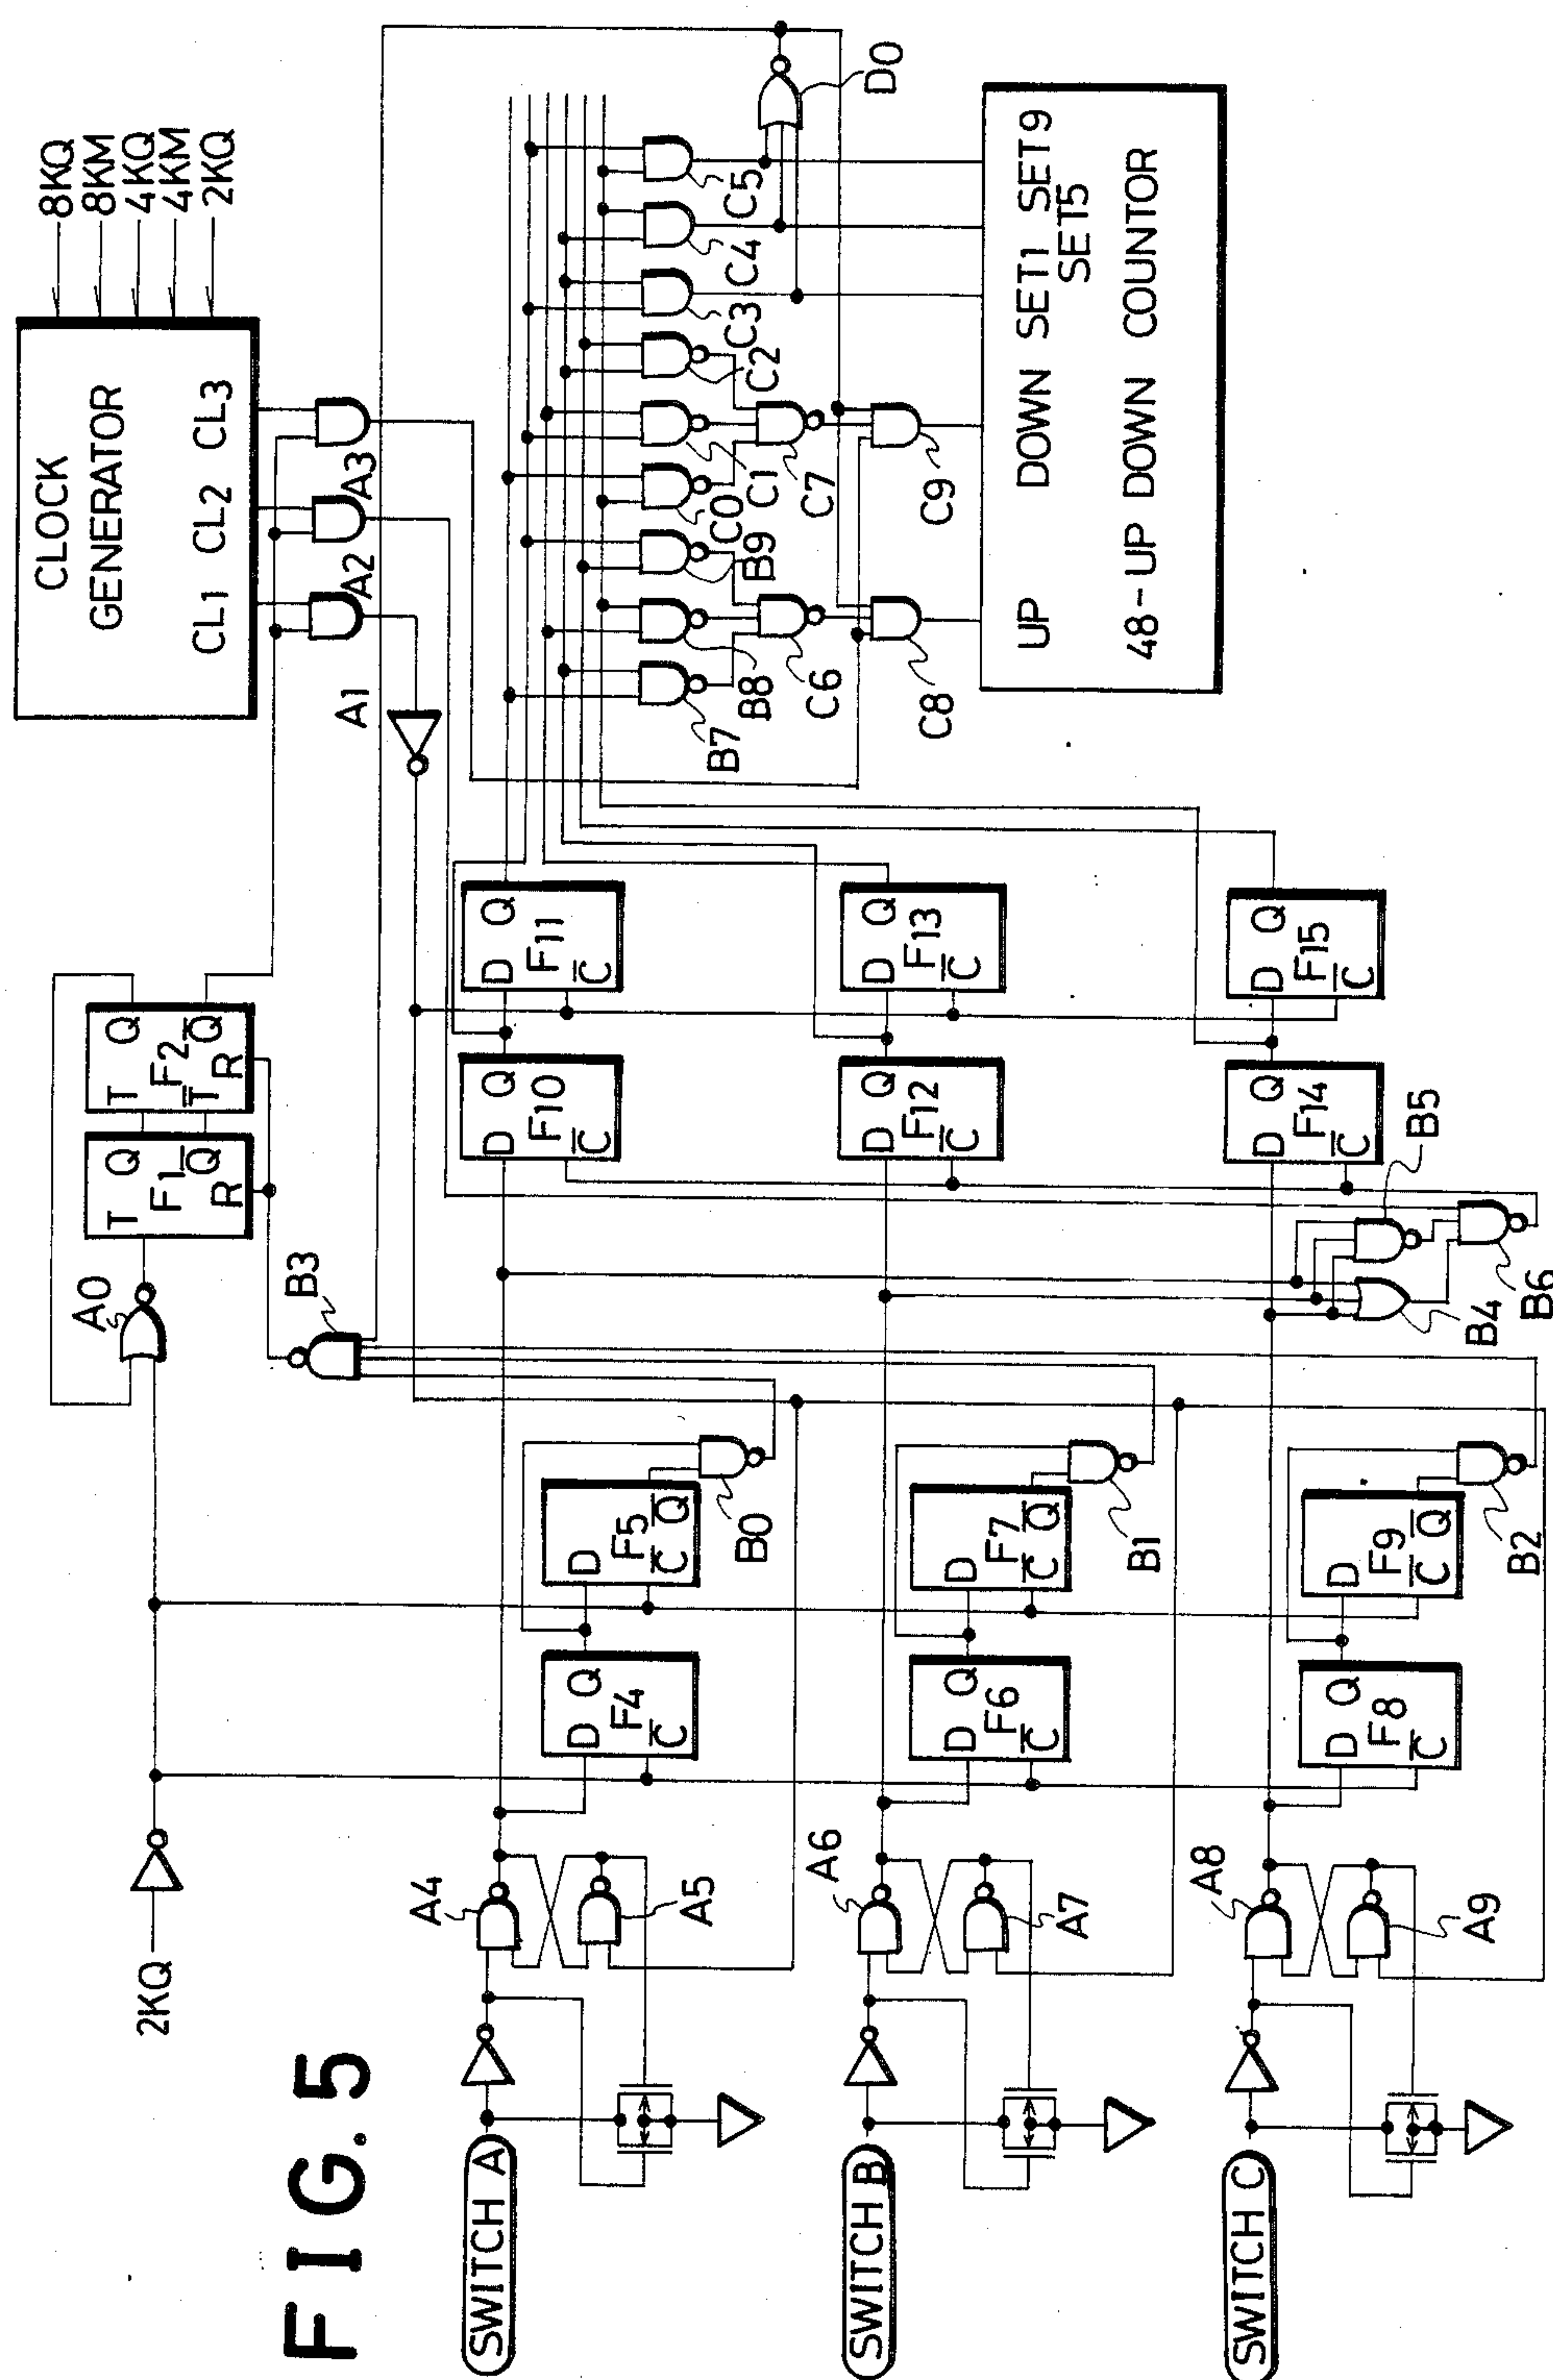 FIG. 5
2KQ
A0
T Q
F1 Q̅
R
T Q
F2
T̅ Q̅
R
B3
CLOCK
GENERATOR
CL1 CL2 CL3
8KQ
8KM
4KQ
4KM
2KQ
A1
A2
A3
SWITCH A
A4
A5
D Q
F4
C̅
D
F5
C̅ Q̅
B0
D Q
F10
C̅
D Q
F11
C̅
SWITCH B
A6
A7
D Q
F6
C̅
D
F7
C̅ Q̅
B1
D Q
F12
C̅
D Q
F13
C̅
SWITCH C
A8
A9
D Q
F8
C̅
D
F9
C̅ Q̅
B2
B4
B5
B6
D Q
F14
C̅
D Q
F15
C̅
B7
B8
B9
C0
C1
C2
C3
C4
C5
C6
C7
C8
C9
D0
UP DOWN SET1 SET9
SET5
48-UP DOWN COUNTOR